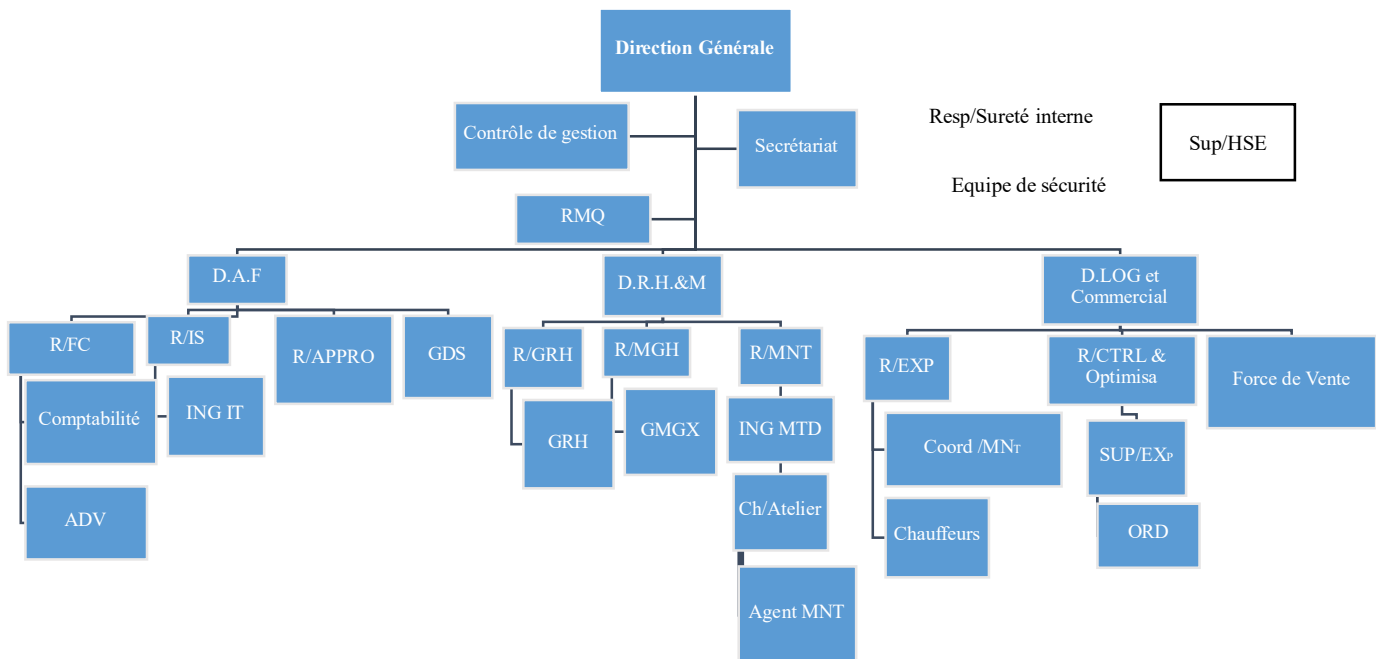 Direction Générale
Contrôle de gestion
Secrétariat
Resp/Sureté interne
Sup/HSE
Equipe de sécurité
RMQ
D.A.F
D.R.H.&M
D.LOG et
Commercial
R/FC
R/IS
R/APPRO
GDS
R/GRH
R/MGH
R/MNT
R/EXP
R/CTRL &
Optimisa
Force de Vente
Comptabilité
ING IT
GRH
GMGX
ING MTD
Coord /MNT
SUP/EXP
ADV
Ch/Atelier
Chauffeurs
ORD
Agent MNT